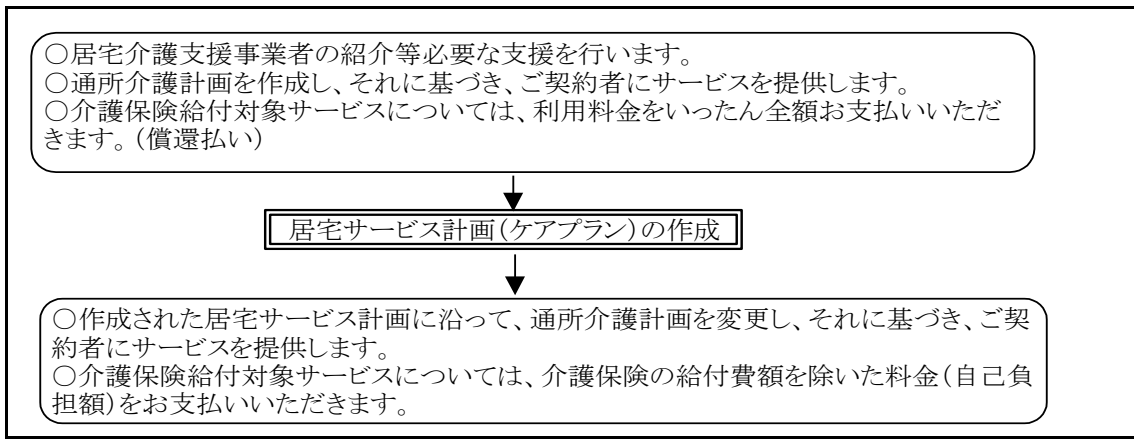 〇居宅介護支援事業者の紹介等必要な支援を行います。
〇通所介護計画を作成し、それに基づき、ご契約者にサービスを提供します。
〇介護保険給付対象サービスについては、利用料金をいったん全額お支払いいただ
きます。（償還払い）
居宅サービス計画（ケアプラン）の作成
〇作成された居宅サービス計画に沿って、通所介護計画を変更し、それに基づき、ご契
約者にサービスを提供します。
〇介護保険給付対象サービスについては、介護保険の給付費額を除いた料金（自己負
担額）をお支払いいただきます。